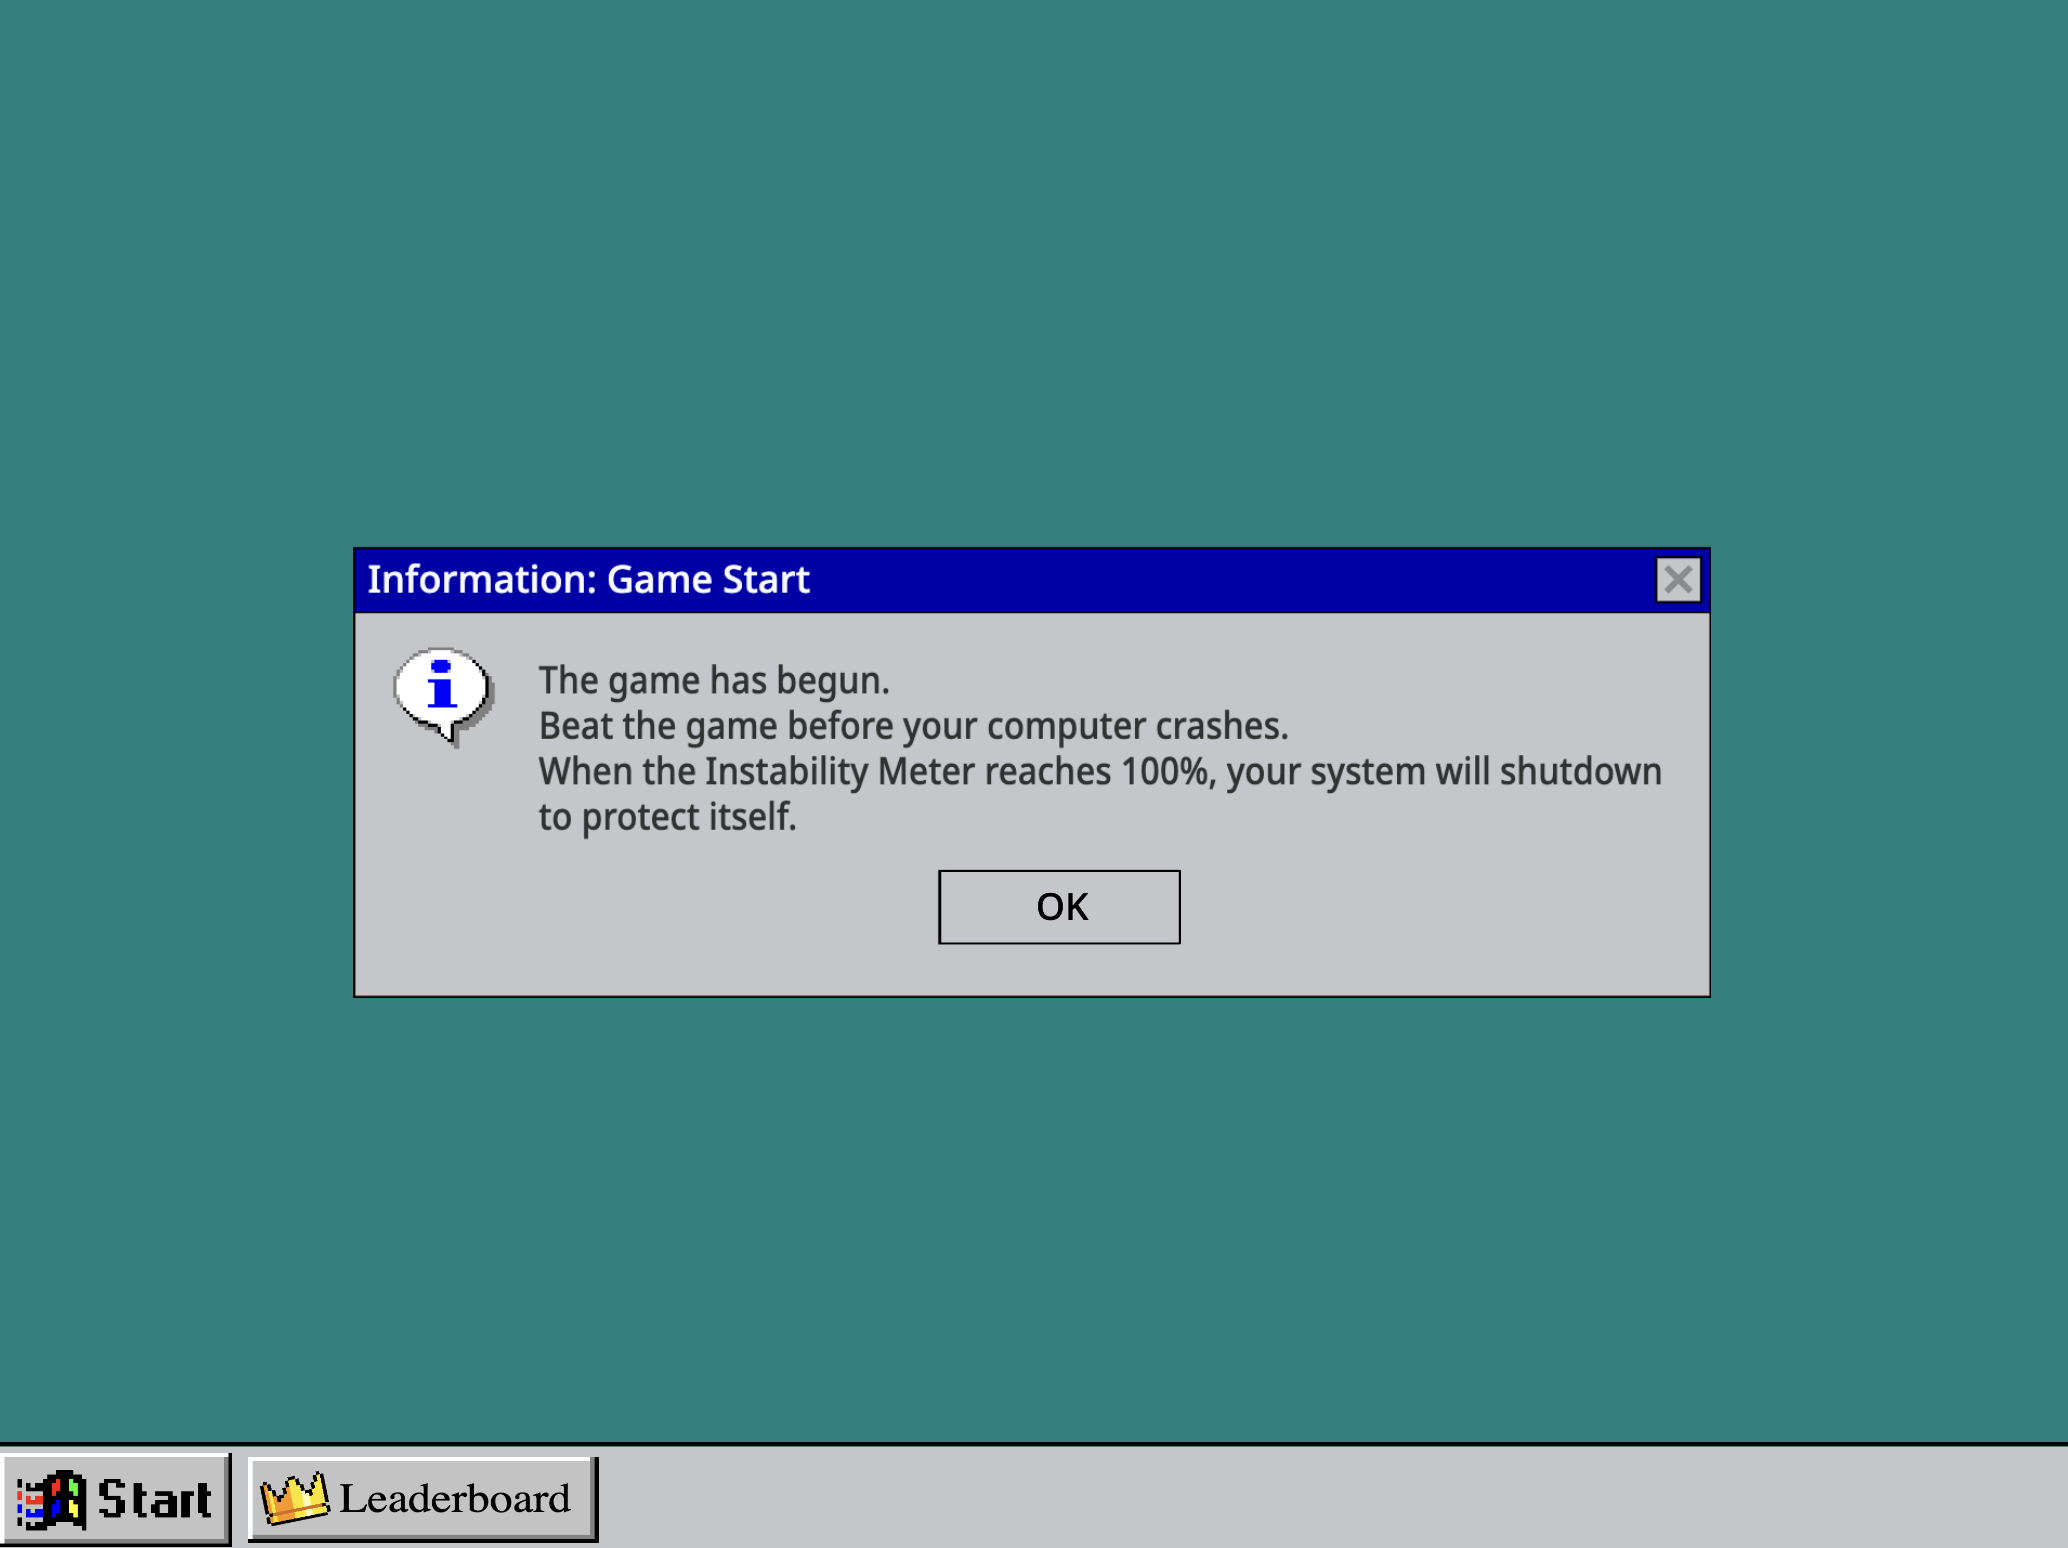 Information: Game Start
The game has begun.
Beat the game before your computer crashes.
When the Instability Meter reaches 100%, your system will shutdown
to protect itself.
OK
Start
Leaderboard